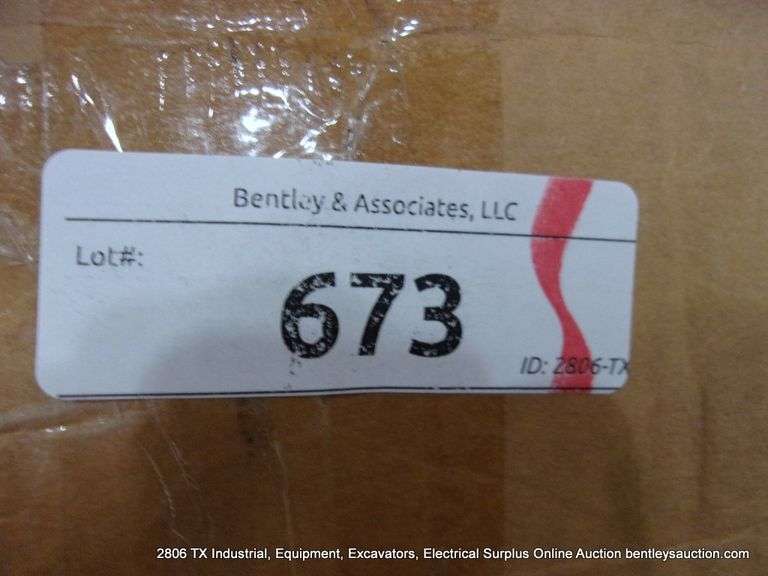 Bentley & Associates, LLC
Lot#:
673
ID: 2806-TX
2806 TX Industrial, Equipment, Excavators, Electrical Surplus Online Auction bentleysauction.com